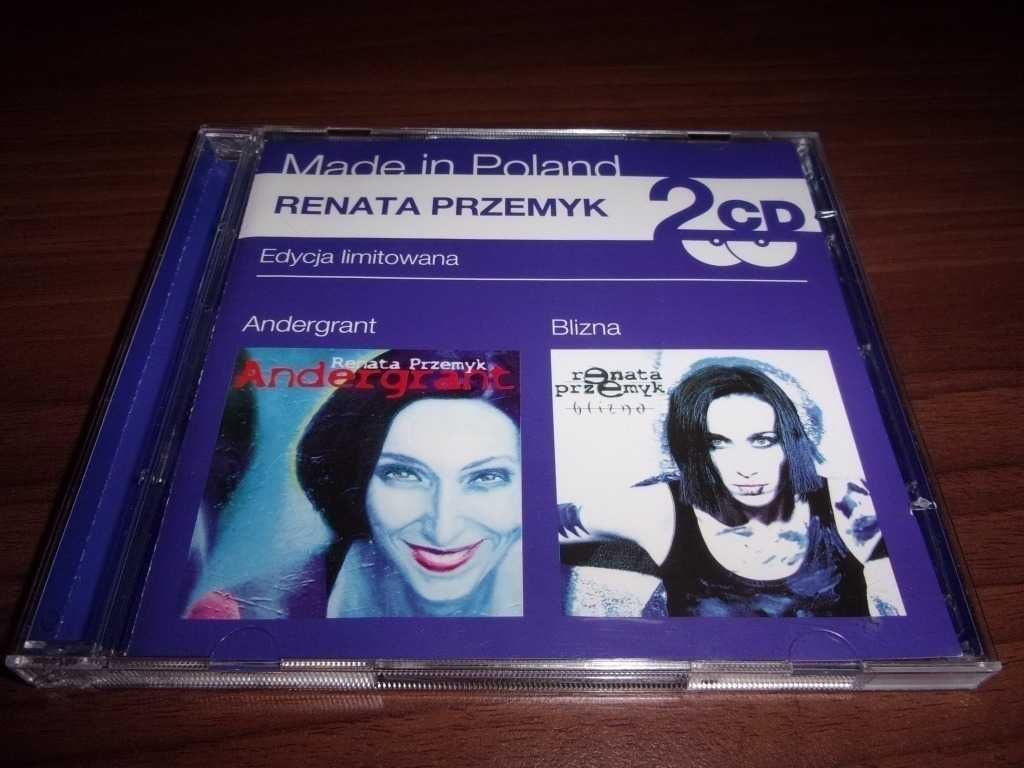 Made in Poland
RENATA PRZEMYK
2CD
Edycja limitowana
Andergrant
Blizna
Renata Przemyk
Andergrant
renata
przemyk
blizna